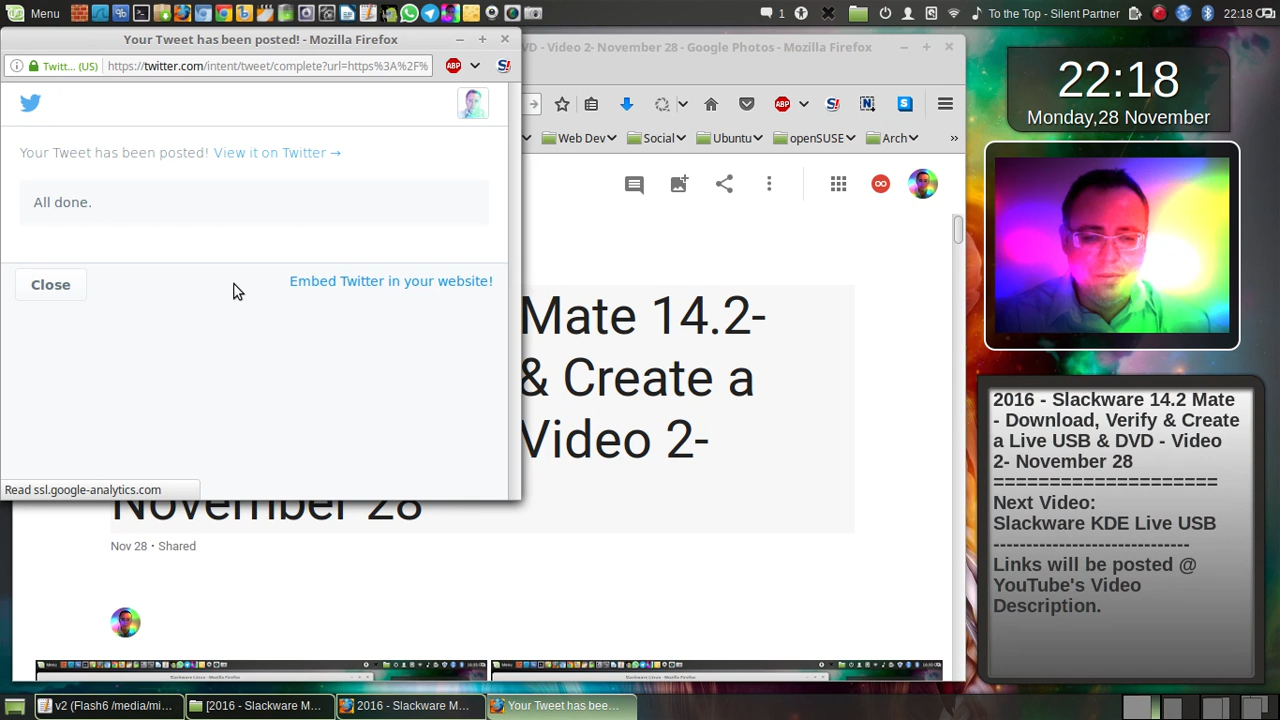 Menu
1
To the Top - Silent Partner
22:18
Your Tweet has been posted! - Mozilla Firefox
VD - Video 2- November 28 - Google Photos - Mozilla Firefox
Twitt... (US)
https://twitter.com/intent/tweet/complete?url=https%3A%2F%
ABP
S!
ABP
S!
N
S
Web Dev
Social
Ubuntu
openSUSE
Arch
»
Your Tweet has been posted! View it on Twitter →
All done.
Close
Embed Twitter in your website!
Read ssl.google-analytics.com
Mate 14.2-
& Create a
Video 2-
November 28
Nov 28 • Shared
22:18
Monday,28 November
2016 - Slackware 14.2 Mate
- Download, Verify & Create
a Live USB & DVD - Video
2- November 28
====================
Next Video:
Slackware KDE Live USB
----------------------------
Links will be posted @
YouTube's Video
Description.
v2 (Flash6 /media/mi...
[2016 - Slackware M...
2016 - Slackware M...
Your Tweet has bee...